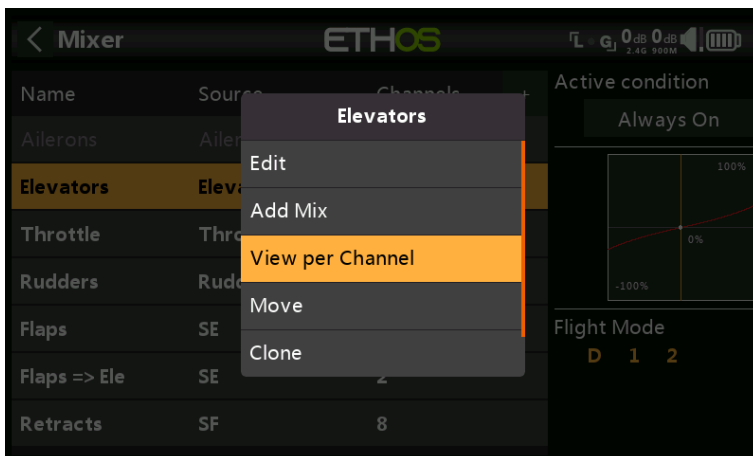 Mixer
ETHOS
L G 0dB 0dB
2.4G 900M
Name Source Channels +
Active condition
Always On
Ailerons
Elevators
Throttle
Rudders
Flaps SE
Flaps => Ele SE 2
Retracts SF 8
Elevators
Edit
Add Mix
View per Channel
Move
Clone
100%
0%
-100%
Flight Mode
D 1 2